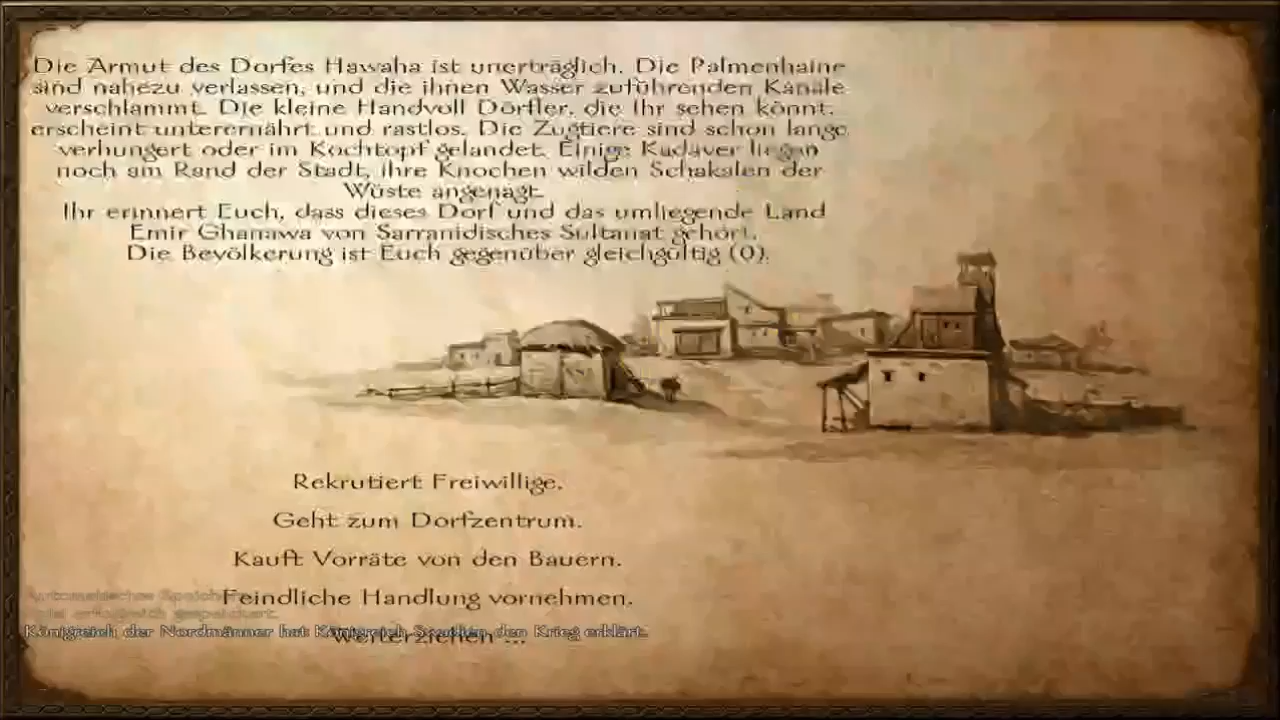 Die Armut des Dorfes Hawaha ist unerträglich. Die Palmenhaine
sind nahezu verlassen, und die ihnen Wasser zuführenden Kanäle
verschlammt. Die kleine Handvoll Dörfler, die Ihr sehen könnt,
erscheint unterernährt und rastlos. Die Zugtiere sind schon lange
verhungert oder im Kochtopf gelandet. Einige Kadaver liegen
noch am Rand der Stadt, ihre Knochen wilden Schakalen der
Wüste angenagt.
Ihr erinnert Euch, dass dieses Dorf und das umliegende Land
Emir Ghanawa von Sarranidisches Sultanat gehört.
Die Bevölkerung ist Euch gegenüber gleichgültig (0).
Rekrutiert Freiwillige.
Geht zum Dorfzentrum.
Kauft Vorräte von den Bauern.
Automatisches
Feindliche Handlung vornehmen.
erfolgreich gespeichert.
Königreich der Nordmänner hat Königreich Swadien den Krieg erklärt.
Weiterziehen ...